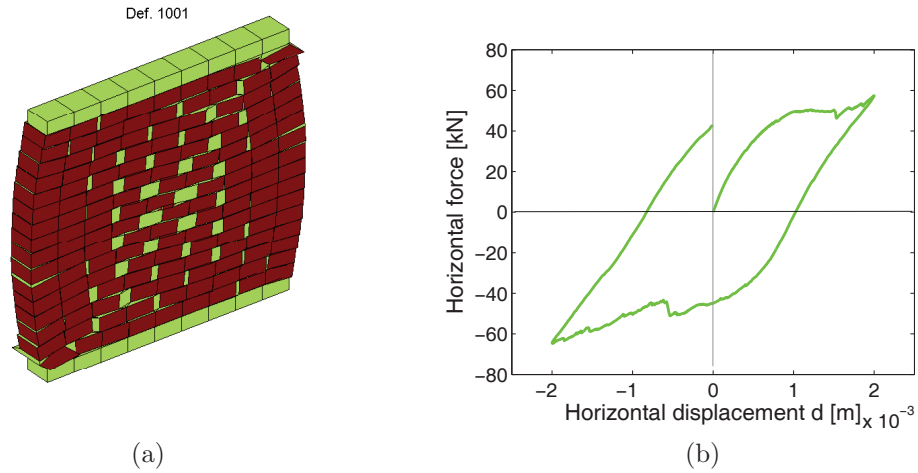 Def. 1001
80
60
40
20
0
−20
−40
−60
−80
Horizontal force [kN]
−2
−1
0
1
2
Horizontal displacement d [m]
x 10⁻³
(a)
(b)